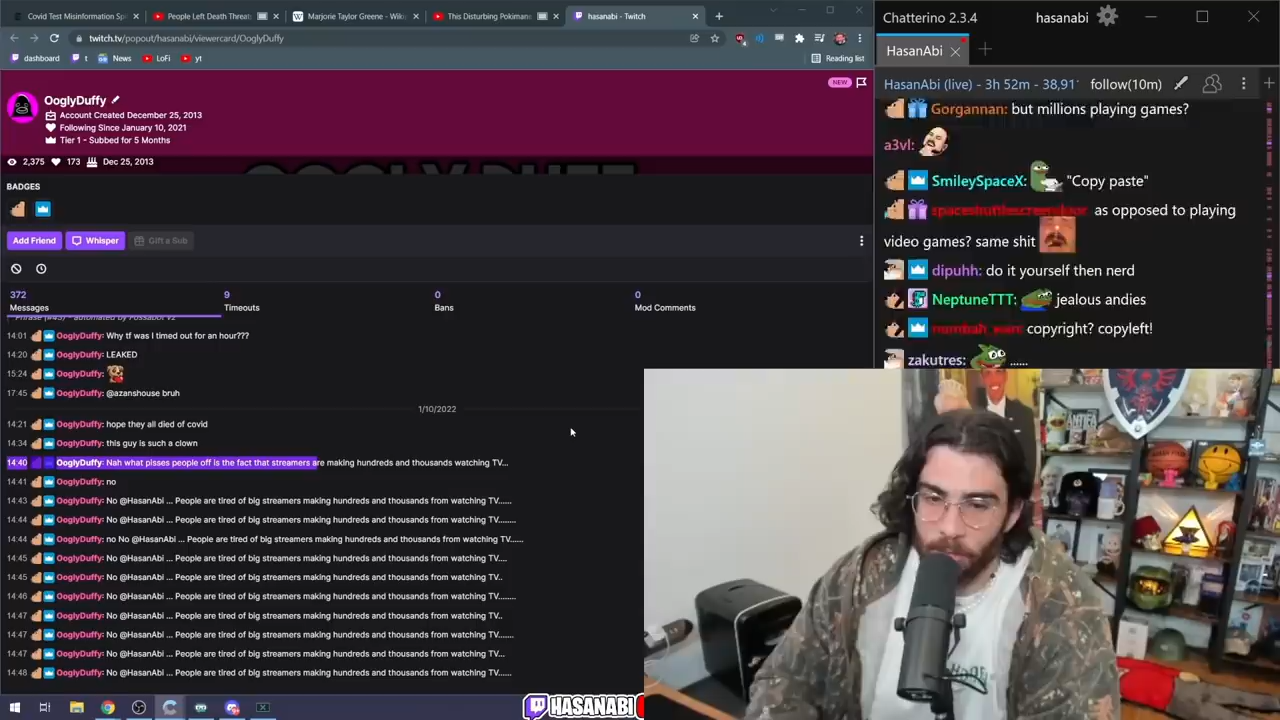 Covid Test Misinformation Sp
People Left Death Threat
Marjorie Taylor Greene - Wik
This Disturbing Pokimane
hasanabi - Twitch
twitch.tv/popout/hasanabi/viewercard/OoglyDuffy
dashboard
t
News
LoFi
yt
Reading list
NEW
OoglyDuffy
Account Created December 25, 2013
Following Since January 10, 2021
Tier 1 - Subbed for 5 Months
2,375 173 Dec 25, 2013
BADGES
Add Friend Whisper Gift a Sub
372 9 0 0
Messages Timeouts Bans Mod Comments
14:01 OoglyDuffy: Why tf was I timed out for an hour???
14:20 OoglyDuffy: LEAKED
15:24 OoglyDuffy:
17:45 OoglyDuffy: @azanshouse bruh
1/10/2022
14:21 OoglyDuffy: hope they all died of covid
14:34 OoglyDuffy: this guy is such a clown
14:40 OoglyDuffy: Nah what pisses people off is the fact that streamers are making hundreds and thousands watching TV...
14:41 OoglyDuffy: no
14:43 OoglyDuffy: No @HasanAbi ... People are tired of big streamers making hundreds and thousands from watching TV......
14:44 OoglyDuffy: No @HasanAbi ... People are tired of big streamers making hundreds and thousands from watching TV........
14:44 OoglyDuffy: no No @HasanAbi ... People are tired of big streamers making hundreds and thousands from watching TV......
14:45 OoglyDuffy: No @HasanAbi ... People are tired of big streamers making hundreds and thousands from watching TV....
14:45 OoglyDuffy: No @HasanAbi ... People are tired of big streamers making hundreds and thousands from watching TV..
14:46 OoglyDuffy: No @HasanAbi ... People are tired of big streamers making hundreds and thousands from watching TV........
14:47 OoglyDuffy: No @HasanAbi ... People are tired of big streamers making hundreds and thousands from watching TV..
14:47 OoglyDuffy: No @HasanAbi ... People are tired of big streamers making hundreds and thousands from watching TV.......
14:47 OoglyDuffy: No @HasanAbi ... People are tired of big streamers making hundreds and thousands from watching TV...
14:48 OoglyDuffy: No @HasanAbi ... People are tired of big streamers making hundreds and thousands from watching TV......
HASANABI
Chatterino 2.3.4
hasanabi
HasanAbi
HasanAbi (live) - 3h 52m - 38,91
follow(10m)
Gorgannan: but millions playing games?
a3vl:
SmileySpaceX: "Copy paste"
as opposed to playing
video games? same shit
dipuhh: do it yourself then nerd
NeptuneTTT: jealous andies
copyright? copyleft!
zakutres: ......